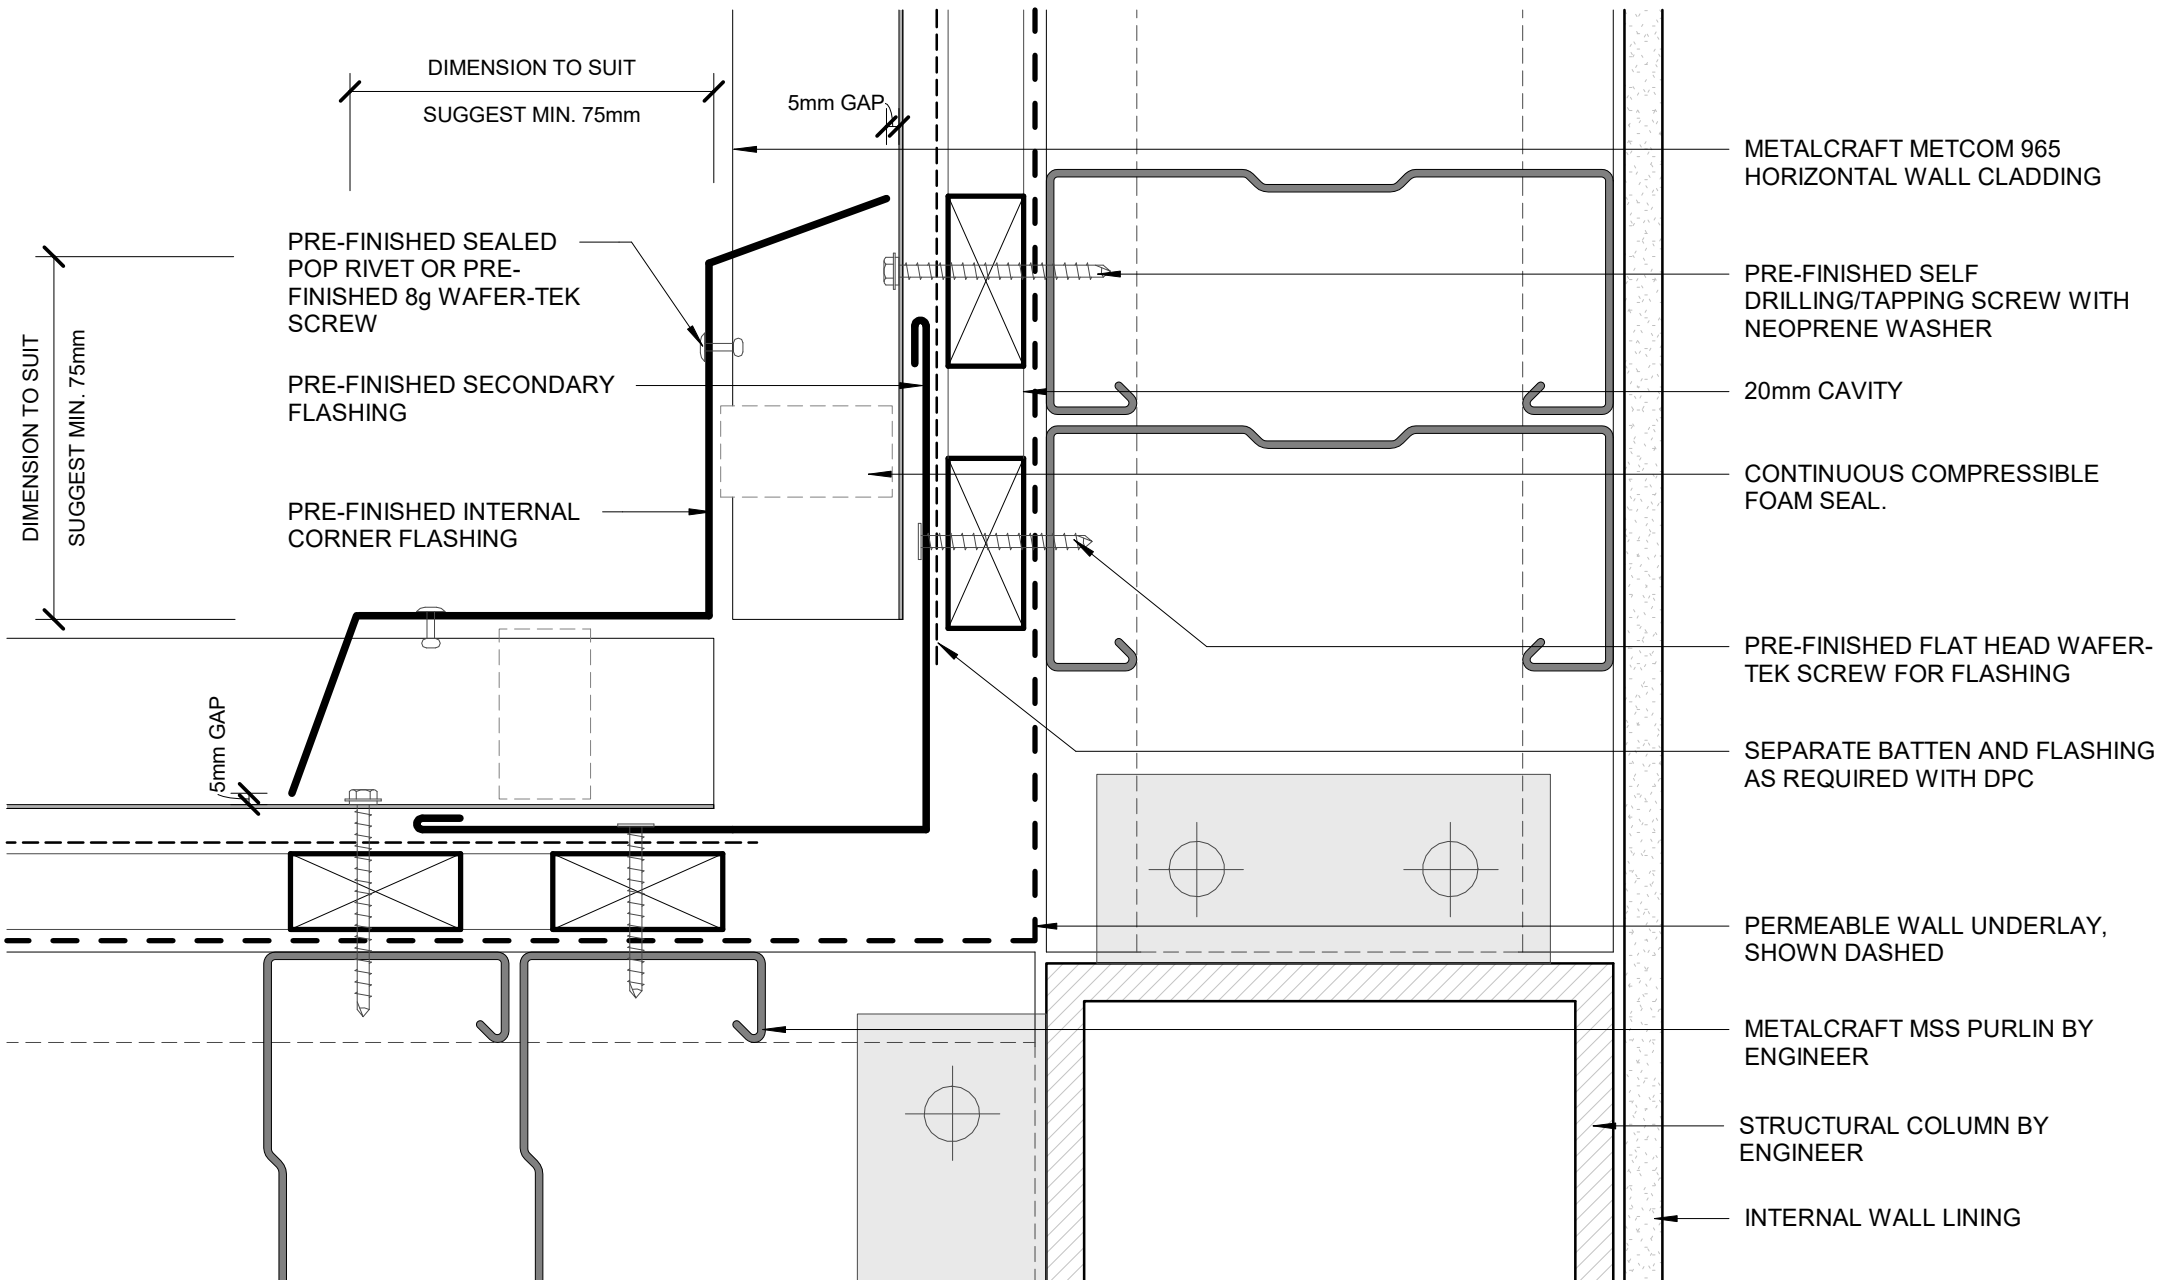 DIMENSION TO SUIT
SUGGEST MIN. 75mm
5mm GAP
DIMENSION TO SUIT
SUGGEST MIN. 75mm
PRE-FINISHED SEALED
POP RIVET OR PRE-
FINISHED 8g WAFER-TEK
SCREW
PRE-FINISHED SECONDARY
FLASHING
PRE-FINISHED INTERNAL
CORNER FLASHING
5mm GAP
METALCRAFT METCOM 965
HORIZONTAL WALL CLADDING
PRE-FINISHED SELF
DRILLING/TAPPING SCREW WITH
NEOPRENE WASHER
20mm CAVITY
CONTINUOUS COMPRESSIBLE
FOAM SEAL.
PRE-FINISHED FLAT HEAD WAFER-
TEK SCREW FOR FLASHING
SEPARATE BATTEN AND FLASHING
AS REQUIRED WITH DPC
PERMEABLE WALL UNDERLAY,
SHOWN DASHED
METALCRAFT MSS PURLIN BY
ENGINEER
STRUCTURAL COLUMN BY
ENGINEER
INTERNAL WALL LINING